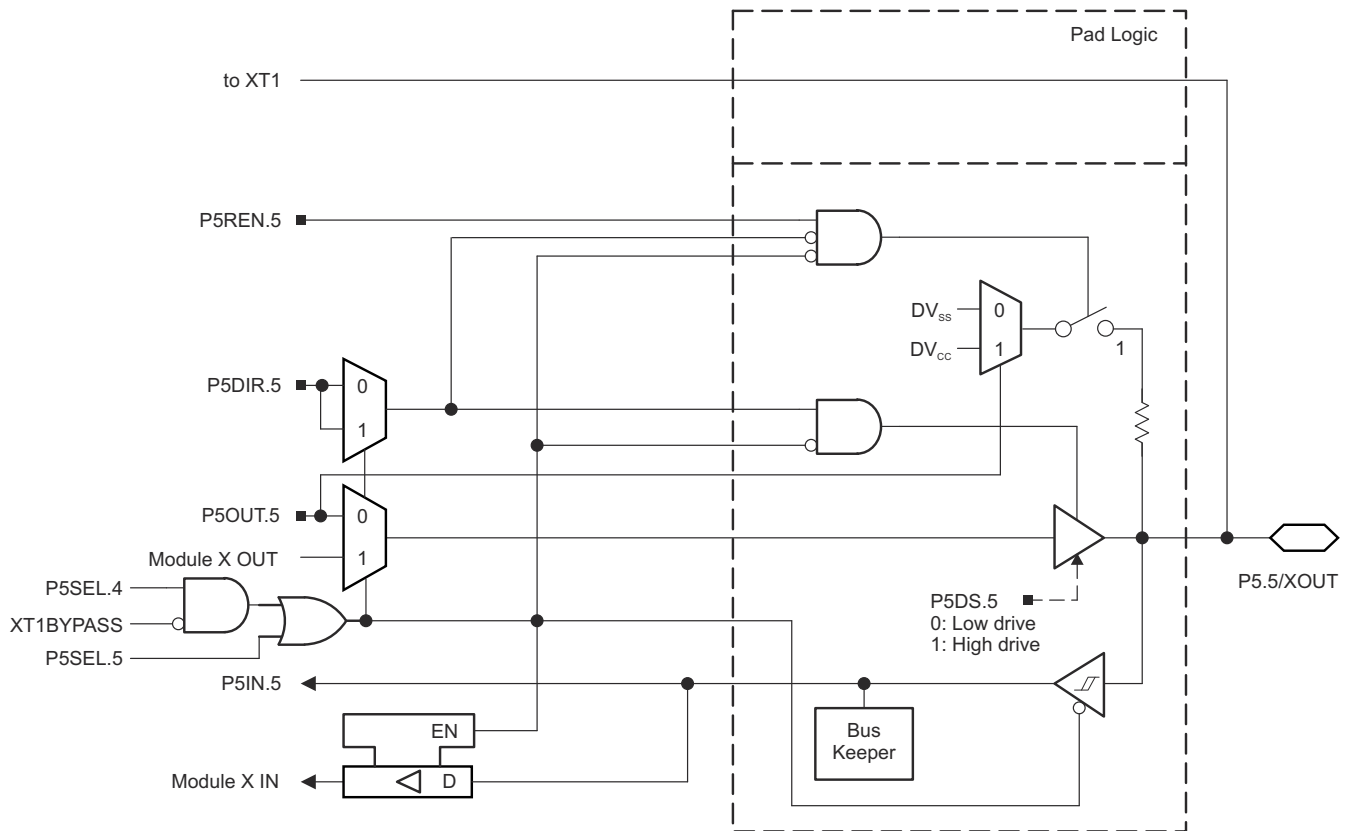 Pad Logic
to XT1
P5REN.5
DVSS
0
DVCC
1
1
P5DIR.5
0
1
P5OUT.5
0
Module X OUT
1
P5SEL.4
XT1BYPASS
P5SEL.5
P5DS.5
0: Low drive
1: High drive
P5.5/XOUT
P5IN.5
Bus
Keeper
EN
D
Module X IN